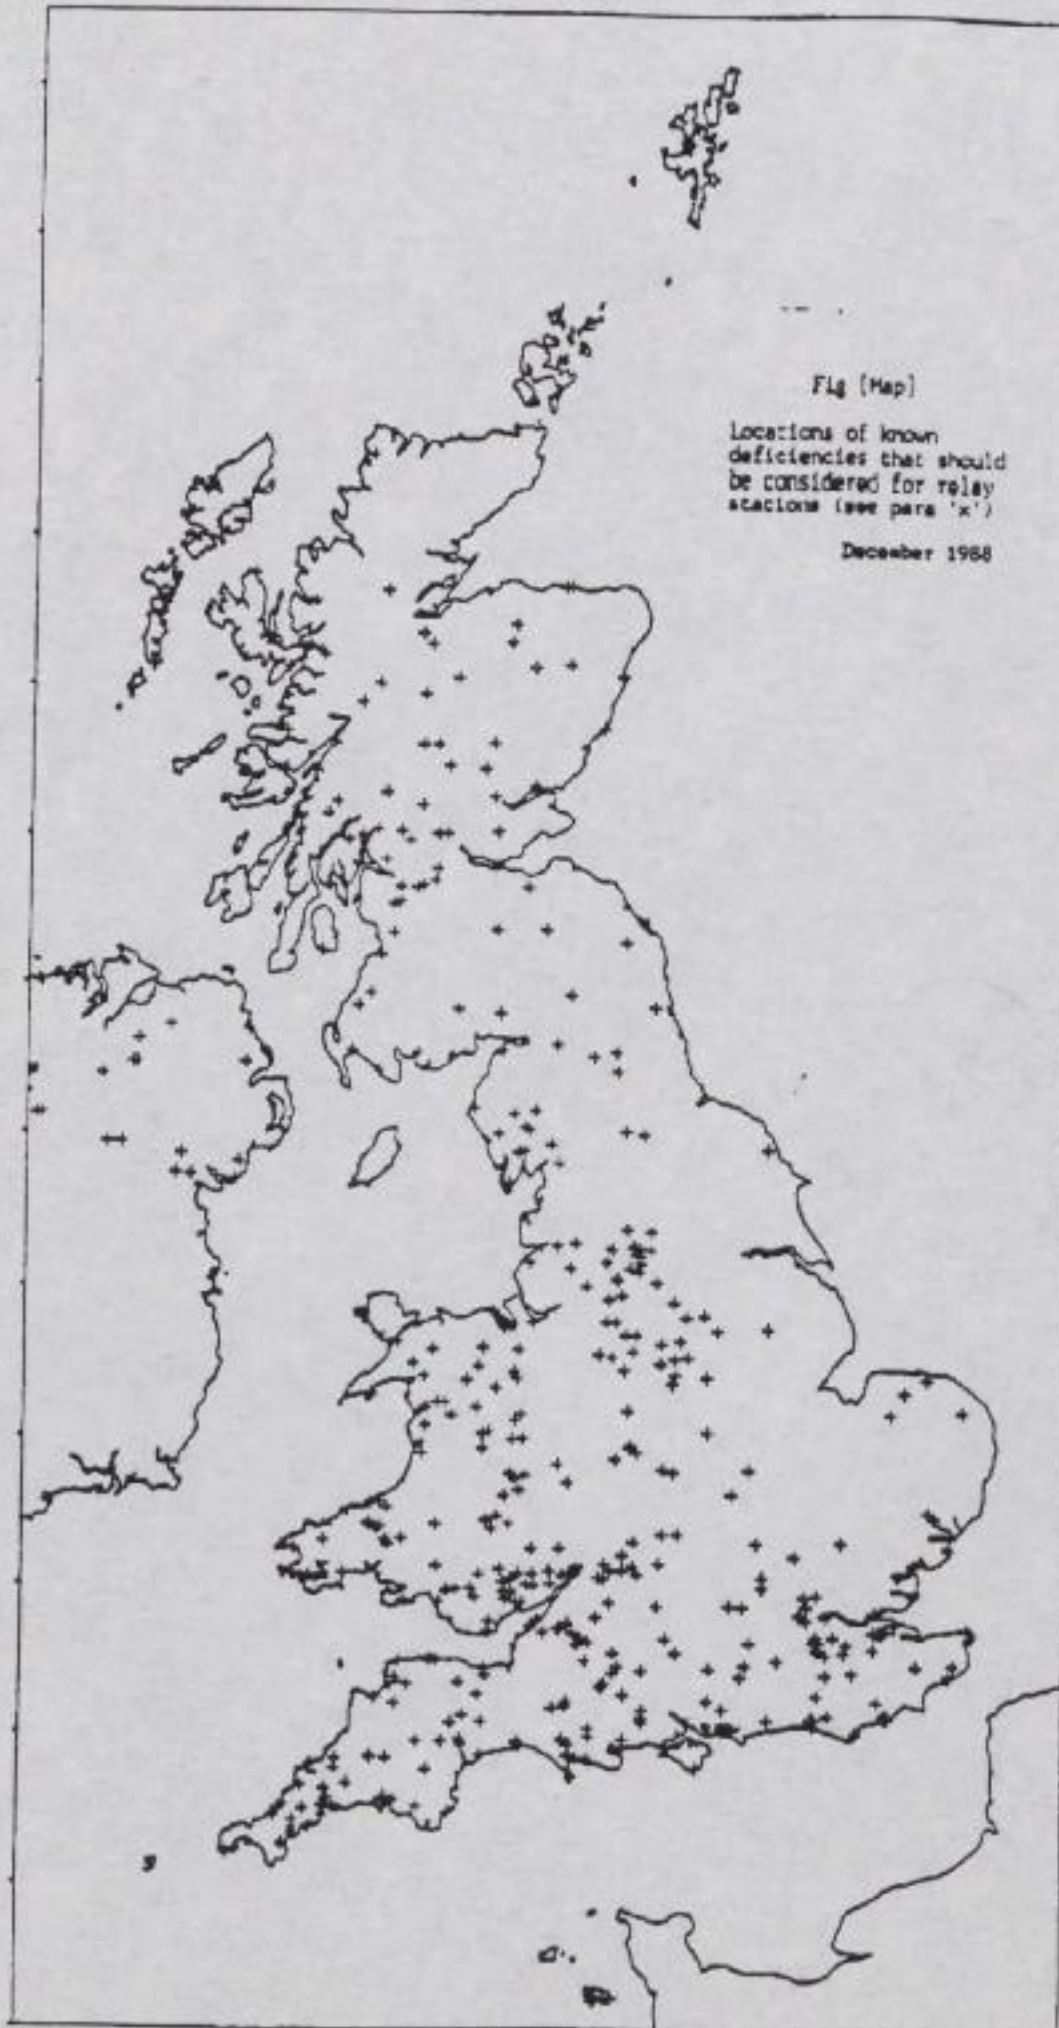 Fig [Map]
Locations of known
deficiencies that should
be considered for relay
stations (see para 'x')
December 1988